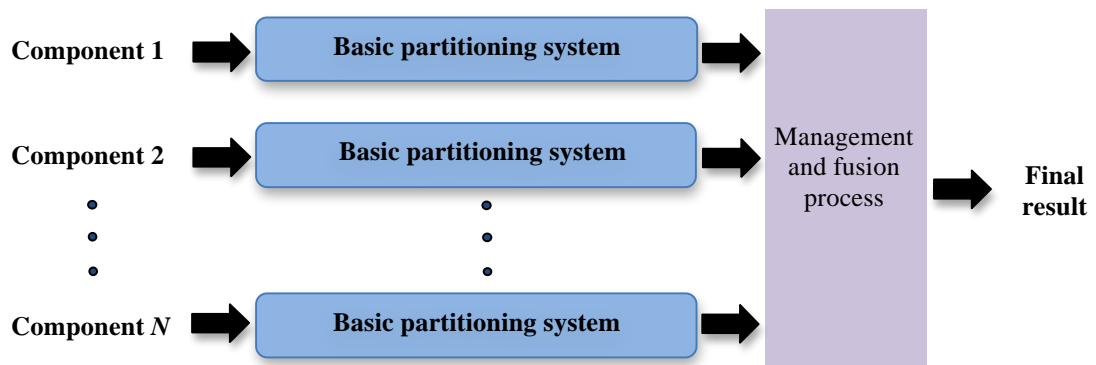 Component 1
Basic partitioning system
Component 2
Basic partitioning system
Management
and fusion
process
Final
result
Component N
Basic partitioning system